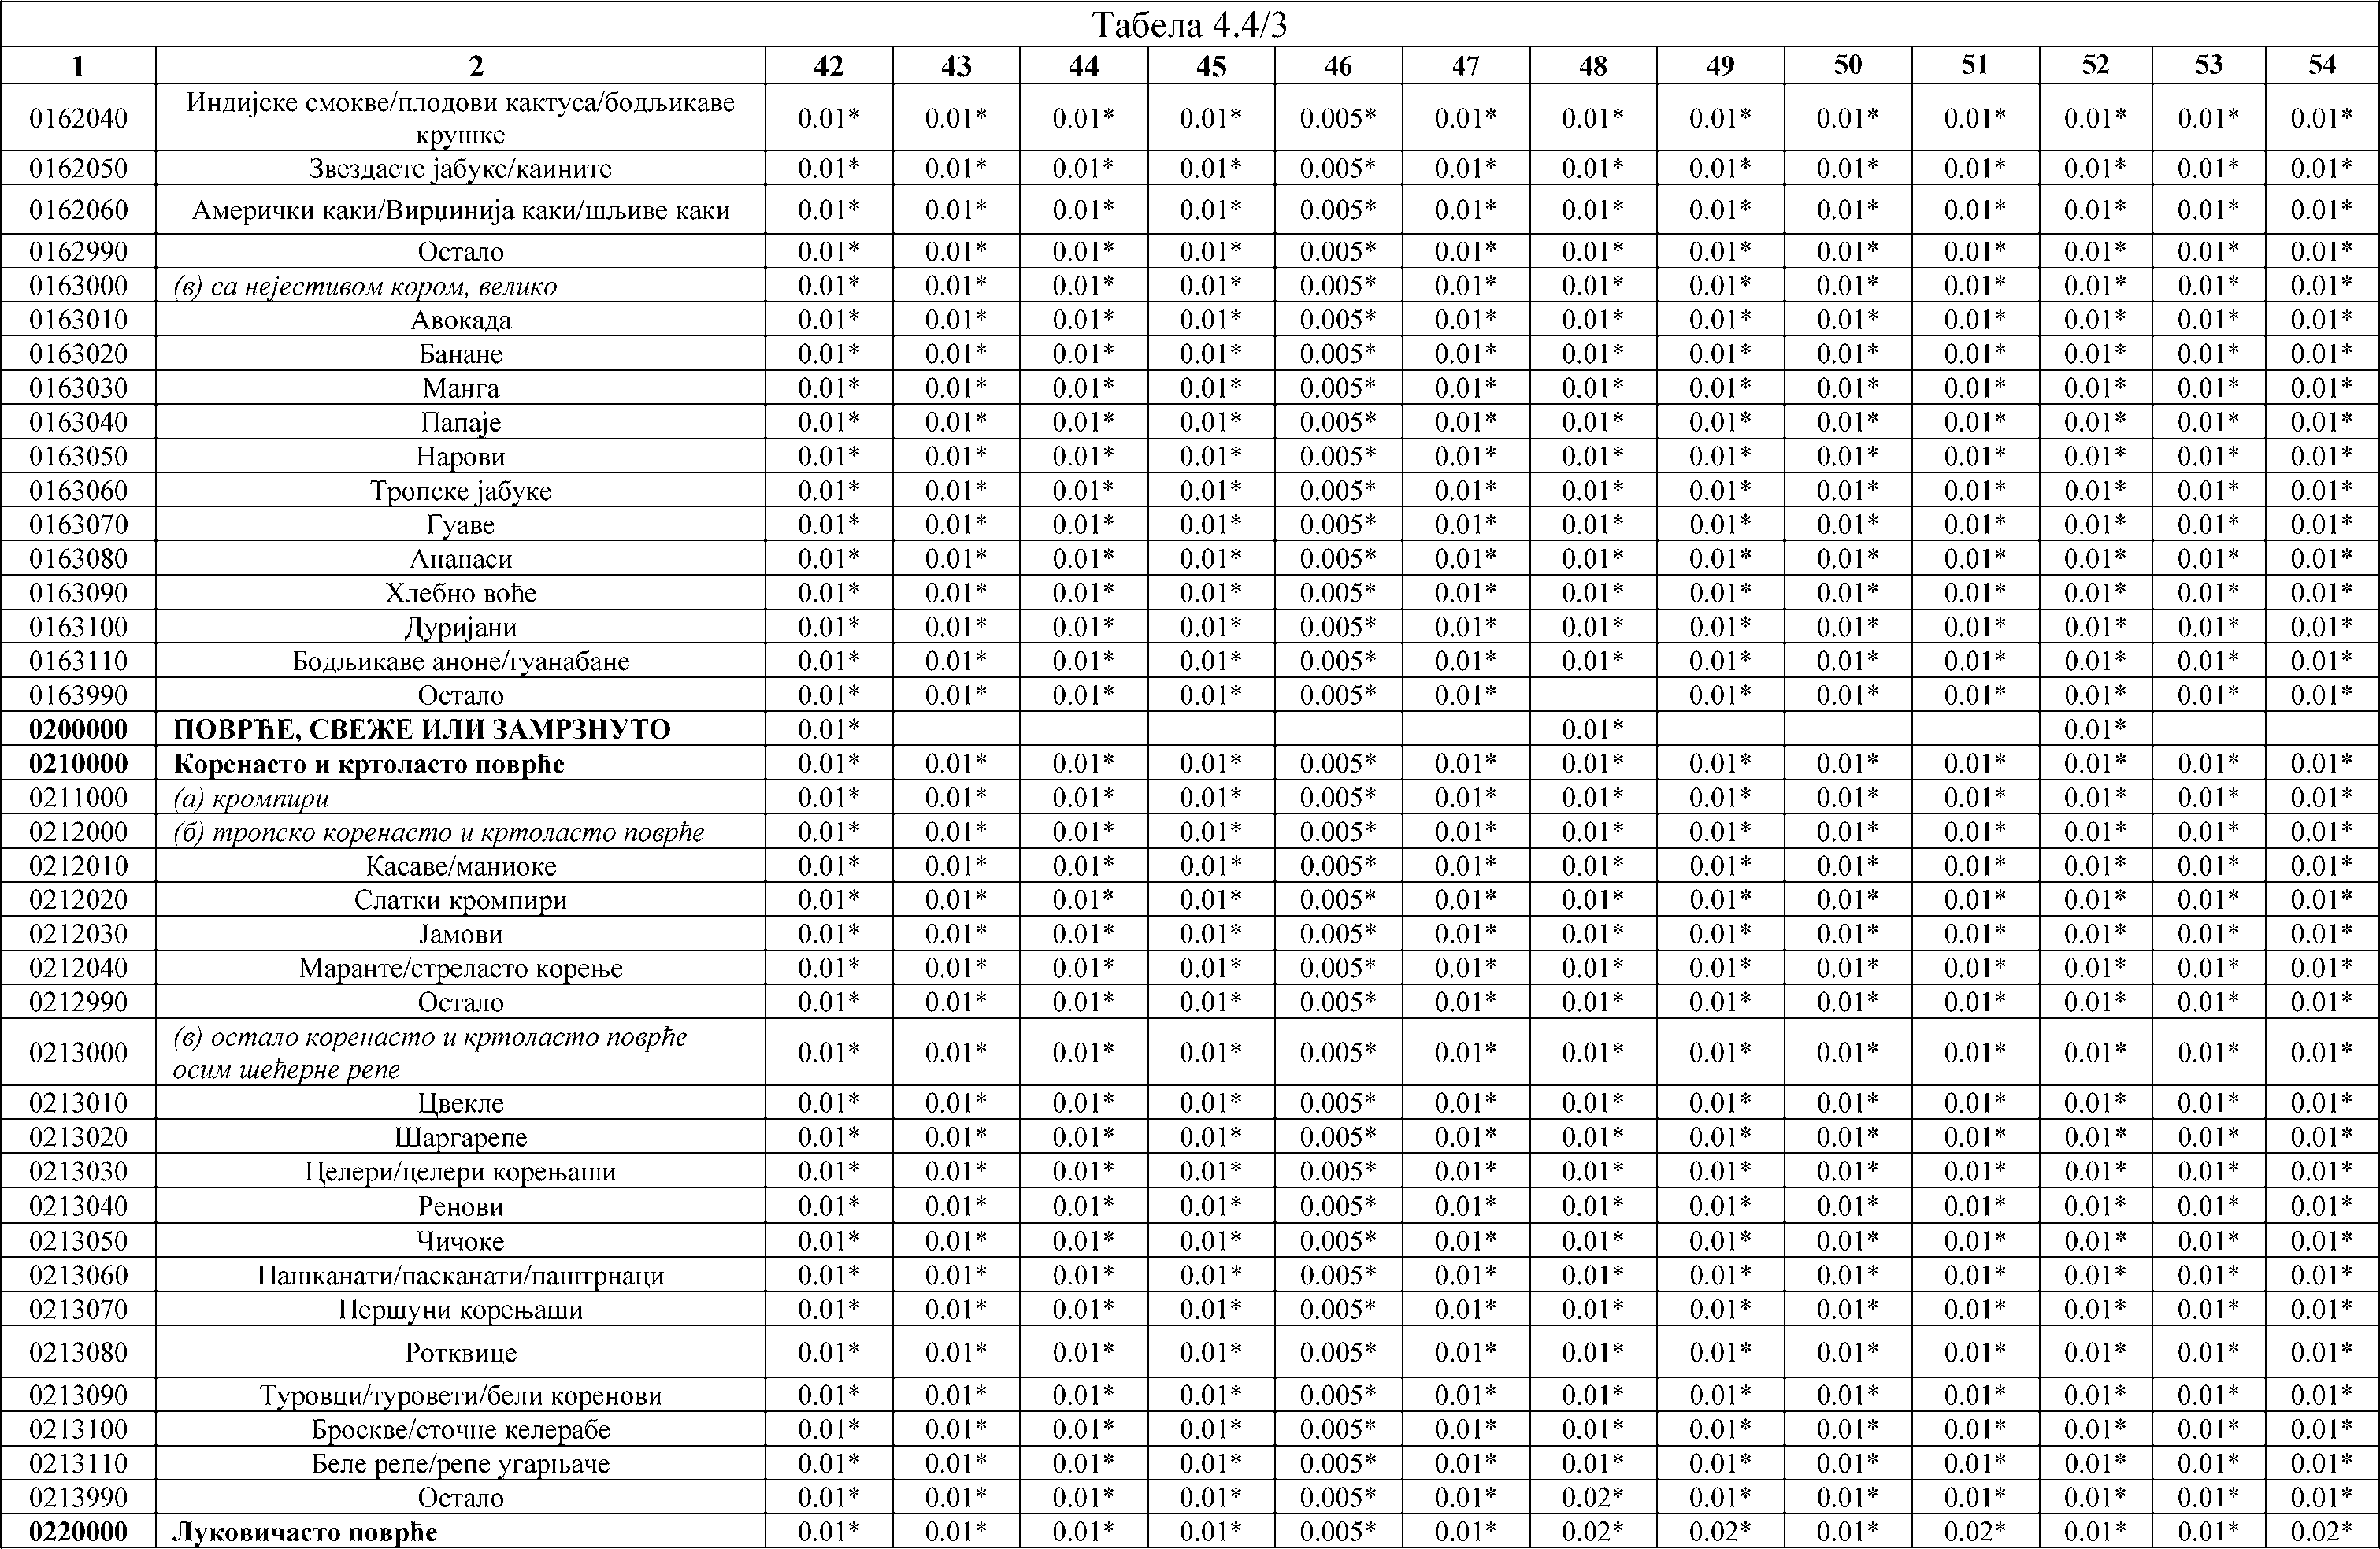 Табела 4.4/3
1 2 42 43 44 45 46 47 48 49 50 51 52 53 54
0162040 Индијске смокве/плодови кактуса/бодљикаве крушке 0.01* 0.01* 0.01* 0.01* 0.005* 0.01* 0.01* 0.01* 0.01* 0.01* 0.01* 0.01* 0.01*
0162050 Звездасте јабуке/каините 0.01* 0.01* 0.01* 0.01* 0.005* 0.01* 0.01* 0.01* 0.01* 0.01* 0.01* 0.01* 0.01*
0162060 Амерички каки/Вирџинија каки/шљиве каки 0.01* 0.01* 0.01* 0.01* 0.005* 0.01* 0.01* 0.01* 0.01* 0.01* 0.01* 0.01* 0.01*
0162990 Остало 0.01* 0.01* 0.01* 0.01* 0.005* 0.01* 0.01* 0.01* 0.01* 0.01* 0.01* 0.01* 0.01*
0163000 (в) са нејестивом кором, велико 0.01* 0.01* 0.01* 0.01* 0.005* 0.01* 0.01* 0.01* 0.01* 0.01* 0.01* 0.01* 0.01*
0163010 Авокада 0.01* 0.01* 0.01* 0.01* 0.005* 0.01* 0.01* 0.01* 0.01* 0.01* 0.01* 0.01* 0.01*
0163020 Банане 0.01* 0.01* 0.01* 0.01* 0.005* 0.01* 0.01* 0.01* 0.01* 0.01* 0.01* 0.01* 0.01*
0163030 Манга 0.01* 0.01* 0.01* 0.01* 0.005* 0.01* 0.01* 0.01* 0.01* 0.01* 0.01* 0.01* 0.01*
0163040 Папаје 0.01* 0.01* 0.01* 0.01* 0.005* 0.01* 0.01* 0.01* 0.01* 0.01* 0.01* 0.01* 0.01*
0163050 Нарови 0.01* 0.01* 0.01* 0.01* 0.005* 0.01* 0.01* 0.01* 0.01* 0.01* 0.01* 0.01* 0.01*
0163060 Тропске јабуке 0.01* 0.01* 0.01* 0.01* 0.005* 0.01* 0.01* 0.01* 0.01* 0.01* 0.01* 0.01* 0.01*
0163070 Гуаве 0.01* 0.01* 0.01* 0.01* 0.005* 0.01* 0.01* 0.01* 0.01* 0.01* 0.01* 0.01* 0.01*
0163080 Ананаси 0.01* 0.01* 0.01* 0.01* 0.005* 0.01* 0.01* 0.01* 0.01* 0.01* 0.01* 0.01* 0.01*
0163090 Хлебно воће 0.01* 0.01* 0.01* 0.01* 0.005* 0.01* 0.01* 0.01* 0.01* 0.01* 0.01* 0.01* 0.01*
0163100 Дуријани 0.01* 0.01* 0.01* 0.01* 0.005* 0.01* 0.01* 0.01* 0.01* 0.01* 0.01* 0.01* 0.01*
0163110 Бодљикаве аноне/гуанабане 0.01* 0.01* 0.01* 0.01* 0.005* 0.01* 0.01* 0.01* 0.01* 0.01* 0.01* 0.01* 0.01*
0163990 Остало 0.01* 0.01* 0.01* 0.01* 0.005* 0.01* 0.01* 0.01* 0.01* 0.01* 0.01* 0.01*
0200000 ПОВРЋЕ, СВЕЖЕ ИЛИ ЗАМРЗНУТО 0.01* 0.01* 0.01*
0210000 Коренасто и кртоласто поврће 0.01* 0.01* 0.01* 0.01* 0.005* 0.01* 0.01* 0.01* 0.01* 0.01* 0.01* 0.01* 0.01*
0211000 (а) кромпири 0.01* 0.01* 0.01* 0.01* 0.005* 0.01* 0.01* 0.01* 0.01* 0.01* 0.01* 0.01* 0.01*
0212000 (б) тропско коренасто и кртоласто поврће 0.01* 0.01* 0.01* 0.01* 0.005* 0.01* 0.01* 0.01* 0.01* 0.01* 0.01* 0.01* 0.01*
0212010 Касаве/маниоке 0.01* 0.01* 0.01* 0.01* 0.005* 0.01* 0.01* 0.01* 0.01* 0.01* 0.01* 0.01* 0.01*
0212020 Слатки кромпири 0.01* 0.01* 0.01* 0.01* 0.005* 0.01* 0.01* 0.01* 0.01* 0.01* 0.01* 0.01* 0.01*
0212030 Јамови 0.01* 0.01* 0.01* 0.01* 0.005* 0.01* 0.01* 0.01* 0.01* 0.01* 0.01* 0.01* 0.01*
0212040 Маранте/стреласто корење 0.01* 0.01* 0.01* 0.01* 0.005* 0.01* 0.01* 0.01* 0.01* 0.01* 0.01* 0.01* 0.01*
0212990 Остало 0.01* 0.01* 0.01* 0.01* 0.005* 0.01* 0.01* 0.01* 0.01* 0.01* 0.01* 0.01* 0.01*
0213000 (в) остало коренасто и кртоласто поврће осим шећерне репе 0.01* 0.01* 0.01* 0.01* 0.005* 0.01* 0.01* 0.01* 0.01* 0.01* 0.01* 0.01* 0.01*
0213010 Цвекле 0.01* 0.01* 0.01* 0.01* 0.005* 0.01* 0.01* 0.01* 0.01* 0.01* 0.01* 0.01* 0.01*
0213020 Шаргарепе 0.01* 0.01* 0.01* 0.01* 0.005* 0.01* 0.01* 0.01* 0.01* 0.01* 0.01* 0.01* 0.01*
0213030 Целери/целери корењаши 0.01* 0.01* 0.01* 0.01* 0.005* 0.01* 0.01* 0.01* 0.01* 0.01* 0.01* 0.01* 0.01*
0213040 Ренови 0.01* 0.01* 0.01* 0.01* 0.005* 0.01* 0.01* 0.01* 0.01* 0.01* 0.01* 0.01* 0.01*
0213050 Чичоке 0.01* 0.01* 0.01* 0.01* 0.005* 0.01* 0.01* 0.01* 0.01* 0.01* 0.01* 0.01* 0.01*
0213060 Пашканати/пасканати/паштрнаци 0.01* 0.01* 0.01* 0.01* 0.005* 0.01* 0.01* 0.01* 0.01* 0.01* 0.01* 0.01* 0.01*
0213070 Першуни корењаши 0.01* 0.01* 0.01* 0.01* 0.005* 0.01* 0.01* 0.01* 0.01* 0.01* 0.01* 0.01* 0.01*
0213080 Ротквице 0.01* 0.01* 0.01* 0.01* 0.005* 0.01* 0.01* 0.01* 0.01* 0.01* 0.01* 0.01* 0.01*
0213090 Туровци/туровети/бели коренови 0.01* 0.01* 0.01* 0.01* 0.005* 0.01* 0.01* 0.01* 0.01* 0.01* 0.01* 0.01* 0.01*
0213100 Броскве/сточне келерабе 0.01* 0.01* 0.01* 0.01* 0.005* 0.01* 0.01* 0.01* 0.01* 0.01* 0.01* 0.01* 0.01*
0213110 Беле репе/репе угарњаче 0.01* 0.01* 0.01* 0.01* 0.005* 0.01* 0.01* 0.01* 0.01* 0.01* 0.01* 0.01* 0.01*
0213990 Остало 0.01* 0.01* 0.01* 0.01* 0.005* 0.01* 0.02* 0.01* 0.01* 0.01* 0.01* 0.01* 0.01*
0220000 Луковичасто поврће 0.01* 0.01* 0.01* 0.01* 0.005* 0.01* 0.02* 0.02* 0.01* 0.02* 0.01* 0.01* 0.02*